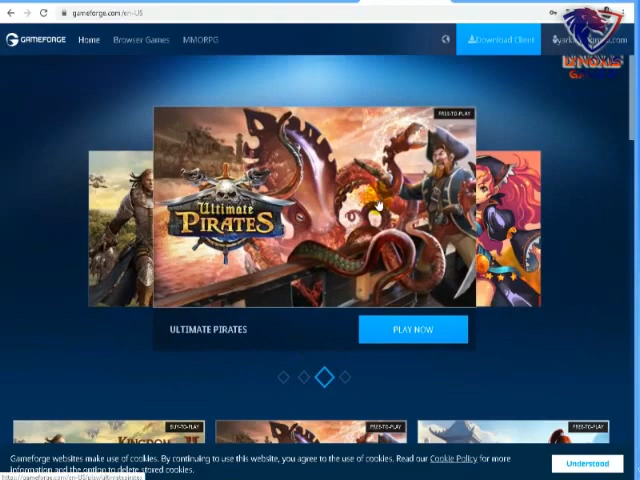 gameforge.com/en-US
GAMEFORGE
Home
Browser Games
MMORPG
Download Client
FREE-TO-PLAY
Ultimate
PIRATES
ULTIMATE PIRATES
PLAY NOW
BUY-TO-PLAY
FREE-TO-PLAY
FREE-TO-PLAY
KINGDOM
Gameforge websites make use of cookies. By continuing to use this website, you agree to the use of cookies. Read our Cookie Policy for more
information and the option to delete stored cookies.
Understood